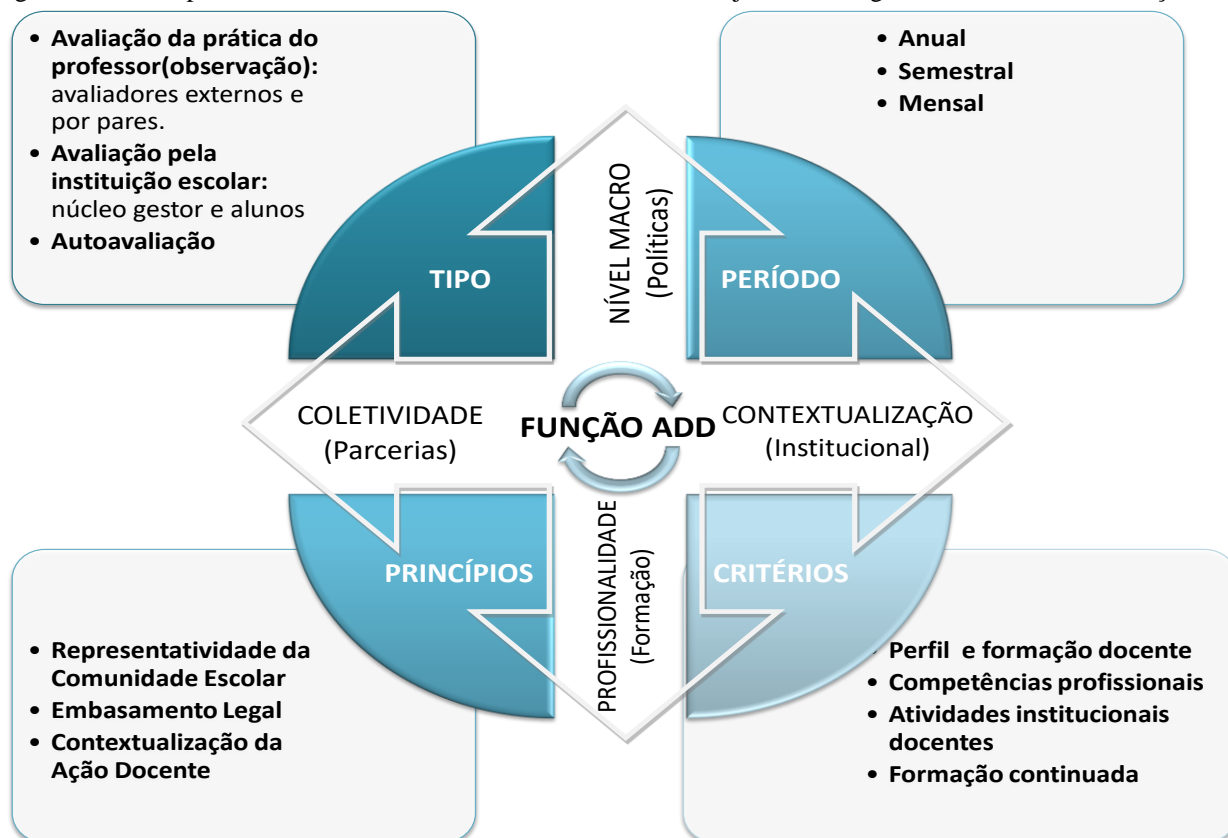 • Avaliação da prática do
professor(observação):
avaliadores externos e
por pares.
• Avaliação pela
instituição escolar:
núcleo gestor e alunos
• Autoavaliação
• Anual
• Semestral
• Mensal
TIPO
NÍVEL MACRO
(Políticas)
PERÍODO
COLETIVIDADE
(Parcerias)
FUNÇÃO ADD
CONTEXTUALIZAÇÃO
(Institucional)
PRINCÍPIOS
PROFISSIONALIDADE
(Formação)
CRITÉRIOS
• Representatividade da
Comunidade Escolar
• Embasamento Legal
• Contextualização da
Ação Docente
• Perfil e formação docente
• Competências profissionais
• Atividades institucionais
docentes
• Formação continuada